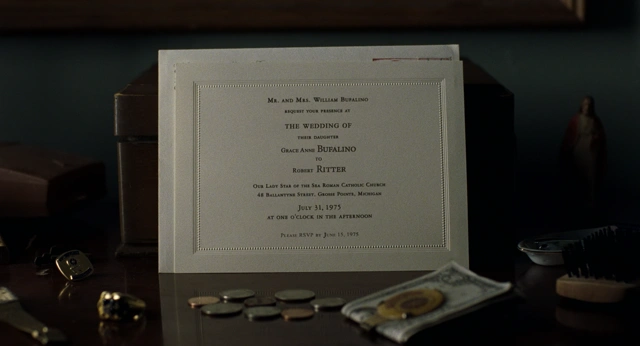 Mr. and Mrs. William Bufalino
request your presence at
THE WEDDING OF
their daughter
Grace Anne BUFALINO
to
Robert RITTER
Our Lady Star of the Sea Roman Catholic Church
48 Ballantyne Street, Grosse Pointe, Michigan
July 31, 1975
at one o'clock in the afternoon
Please RSVP by June 15, 1975